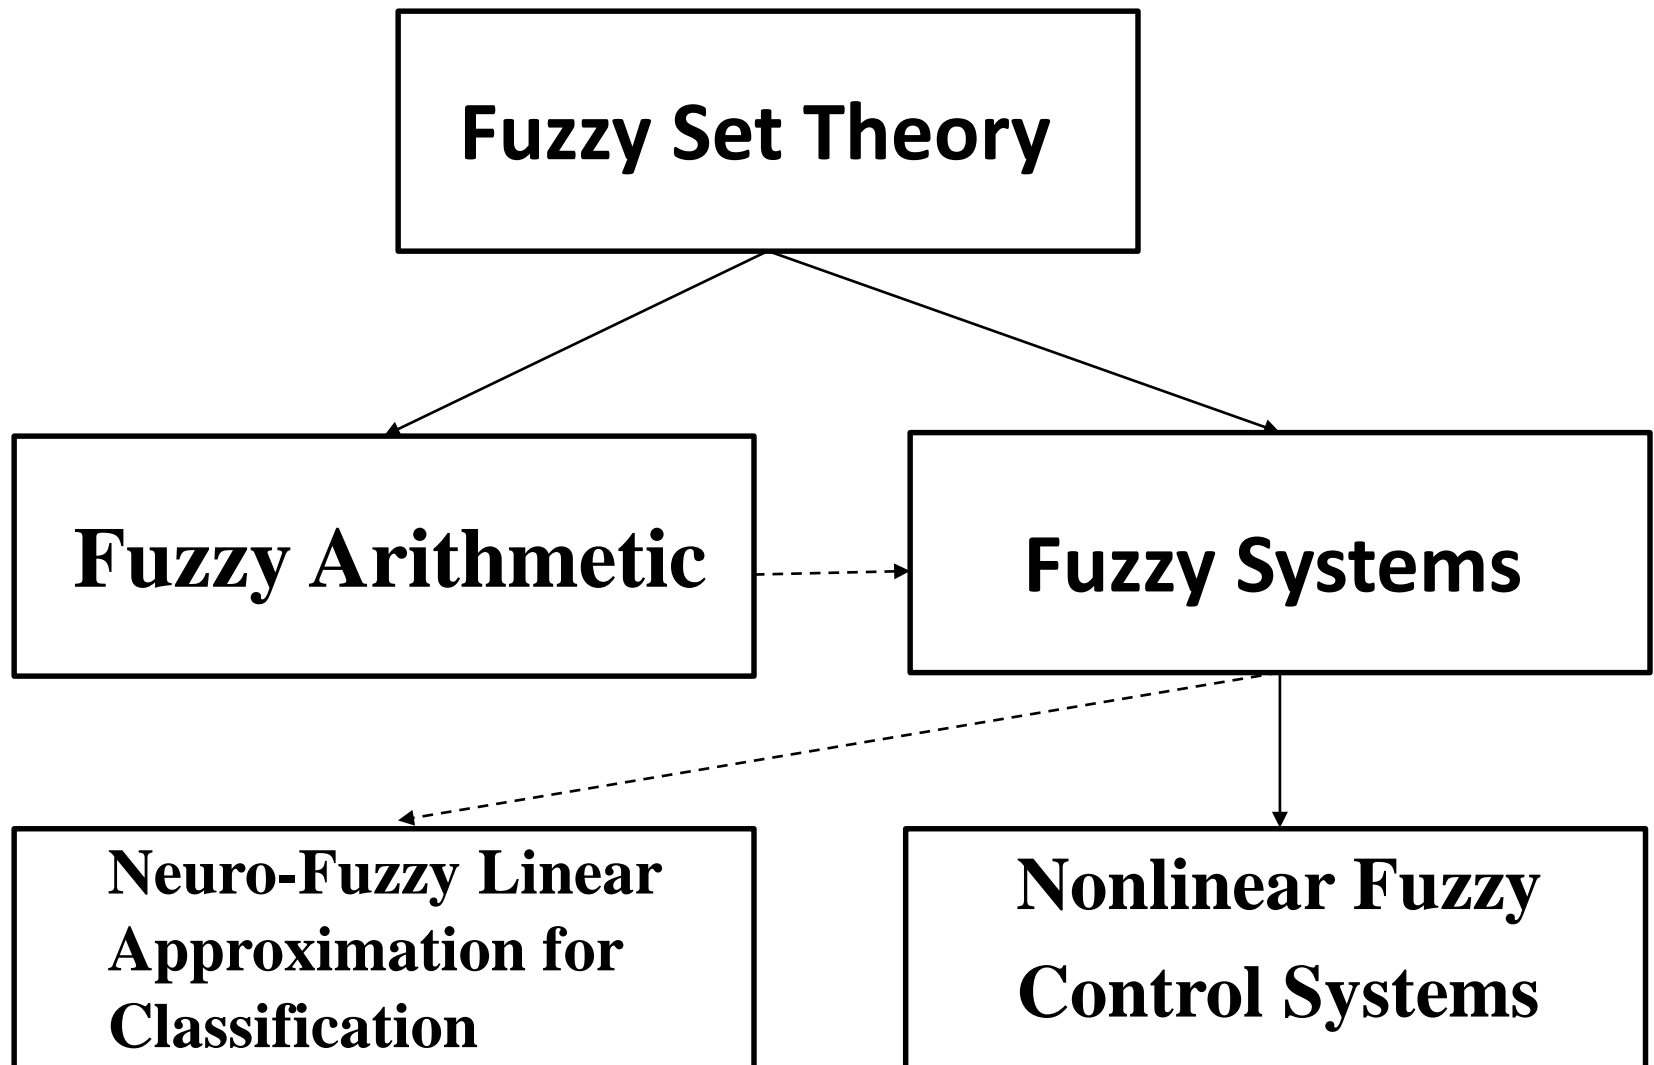 Fuzzy Set Theory
Fuzzy Arithmetic
Fuzzy Systems
Neuro-Fuzzy Linear
Approximation for
Classification
Nonlinear Fuzzy
Control Systems